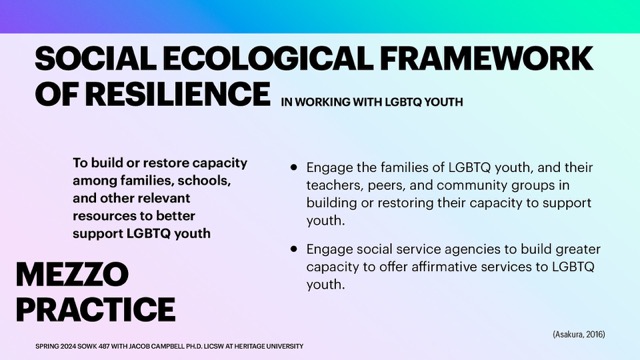 SOCIAL ECOLOGICAL FRAMEWORK
OF RESILIENCE IN WORKING WITH LGBTQ YOUTH
To build or restore capacity
among families, schools,
and other relevant
resources to better
support LGBTQ youth
MEZZO
PRACTICE
• Engage the families of LGBTQ youth, and their
teachers, peers, and community groups in
building or restoring their capacity to support
youth.
• Engage social service agencies to build greater
capacity to offer affirmative services to LGBTQ
youth.
(Asakura, 2016)
SPRING 2024 SOWK 487 WITH JACOB CAMPBELL PH.D. LICSW AT HERITAGE UNIVERSITY